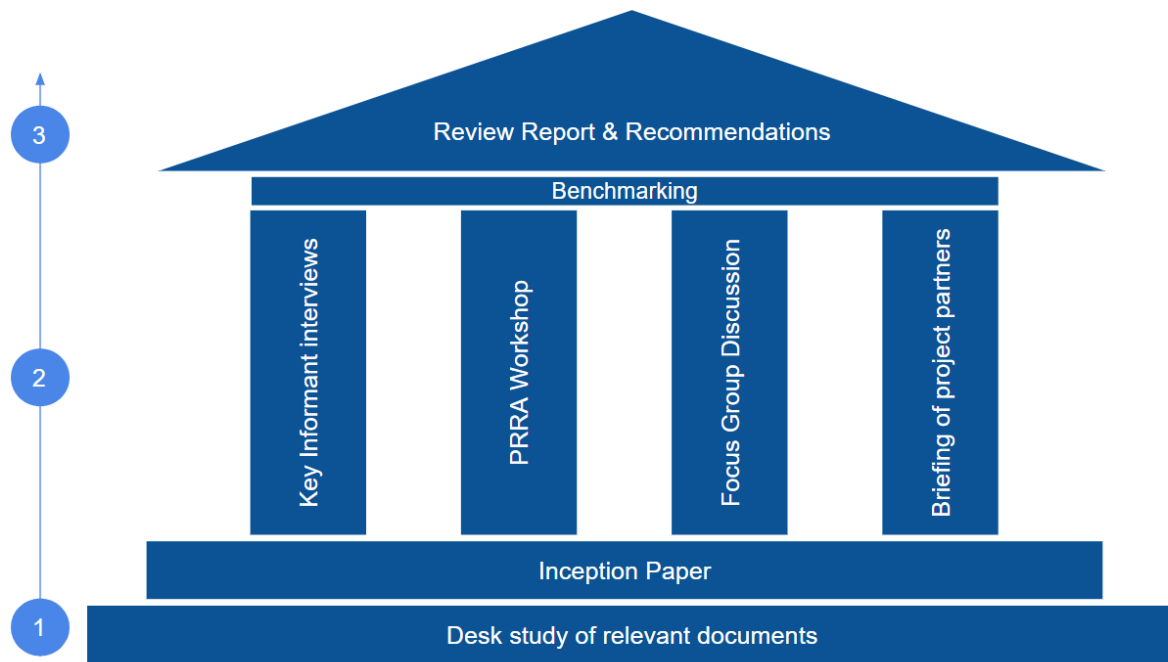 3
Review Report & Recommendations
Benchmarking
2
Key Informant interviews
PRRA Workshop
Focus Group Discussion
Briefing of project partners
Inception Paper
1
Desk study of relevant documents